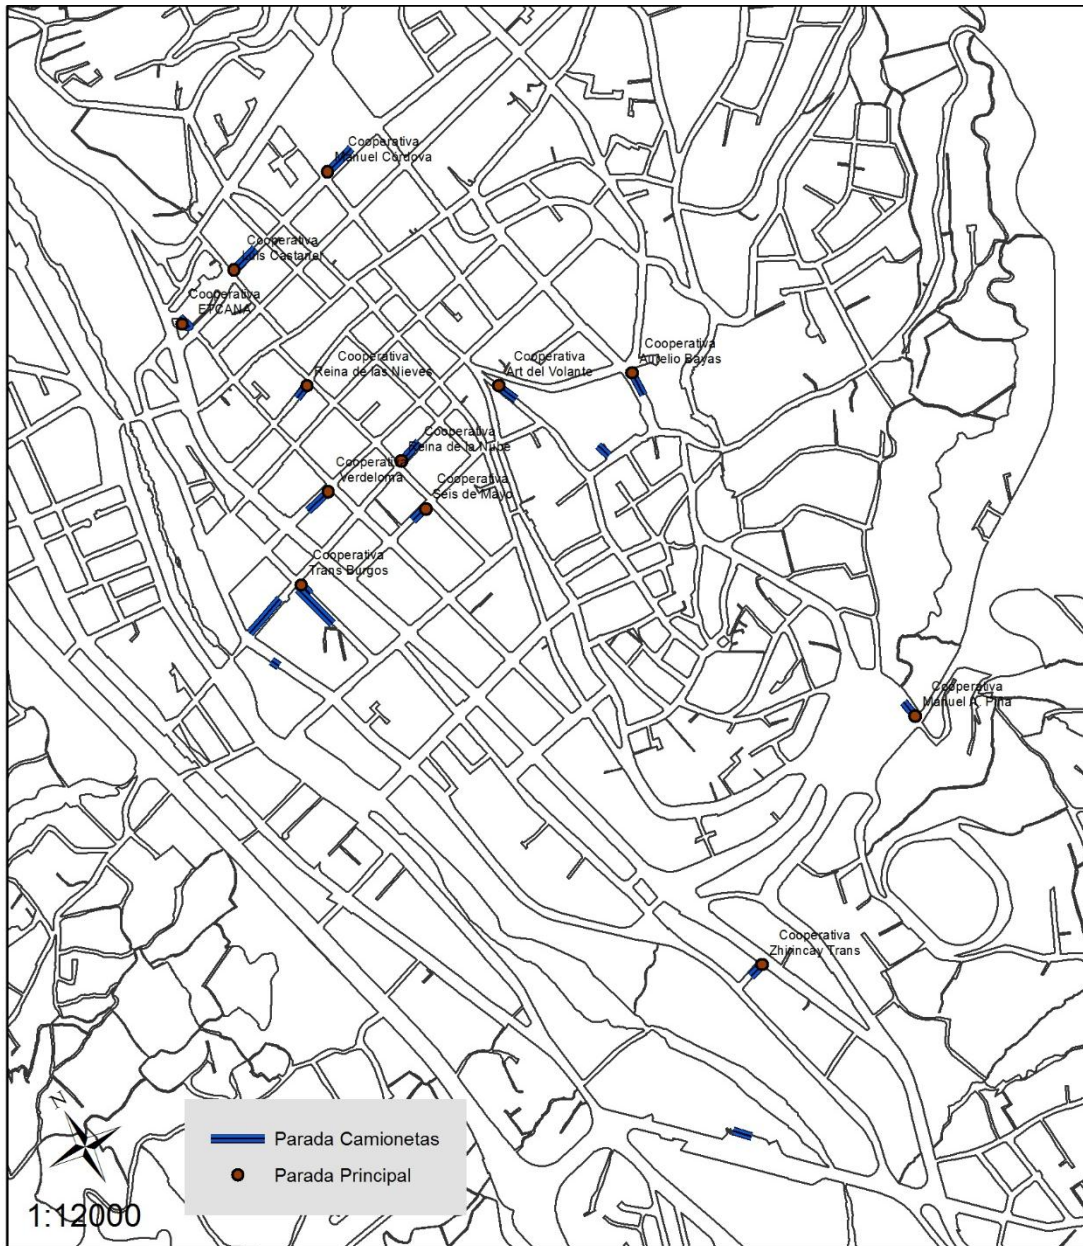 Cooperativa
Manuel Córdova
Cooperativa
Luis Castanel
Cooperativa
ETCANA
Cooperativa
Reina de las Nieves
Cooperativa
Art del Volante
Cooperativa
Aurelio Bayas
Cooperativa
Reina de la Nube
Cooperativa
Verdeloma
Cooperativa
Seis de Mayo
Cooperativa
Trans Burgos
Cooperativa
Manuel A. Piña
Cooperativa
Zhirincay Trans
N
Parada Camionetas
Parada Principal
1:12000